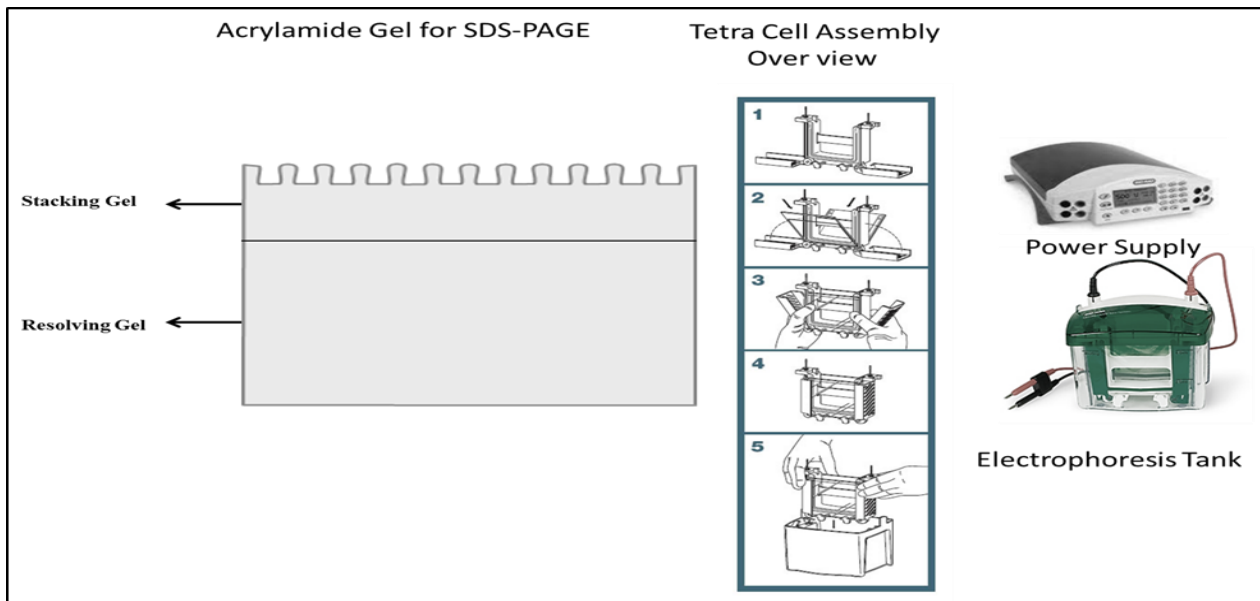 Acrylamide Gel for SDS-PAGE
Tetra Cell Assembly
Over view
Stacking Gel
Resolving Gel
1
2
3
4
5
Power Supply
Electrophoresis Tank